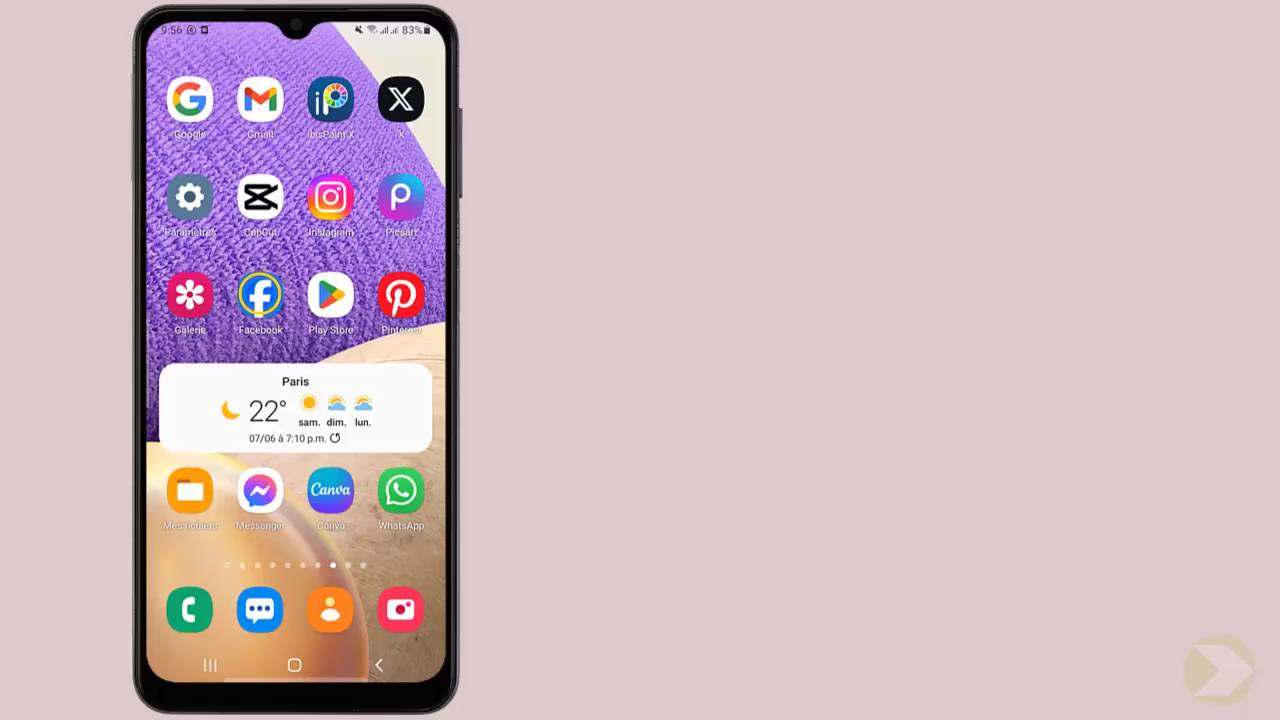 9:56 83%
Google Gmail ibisPaint X X
Paramètres CapCut Instagram Picsart
Galerie Facebook Play Store Pinterest
Paris
22°
sam. dim. lun.
07/06 à 7:10 p.m.
Canva
Mes fichiers Messenger Canva WhatsApp